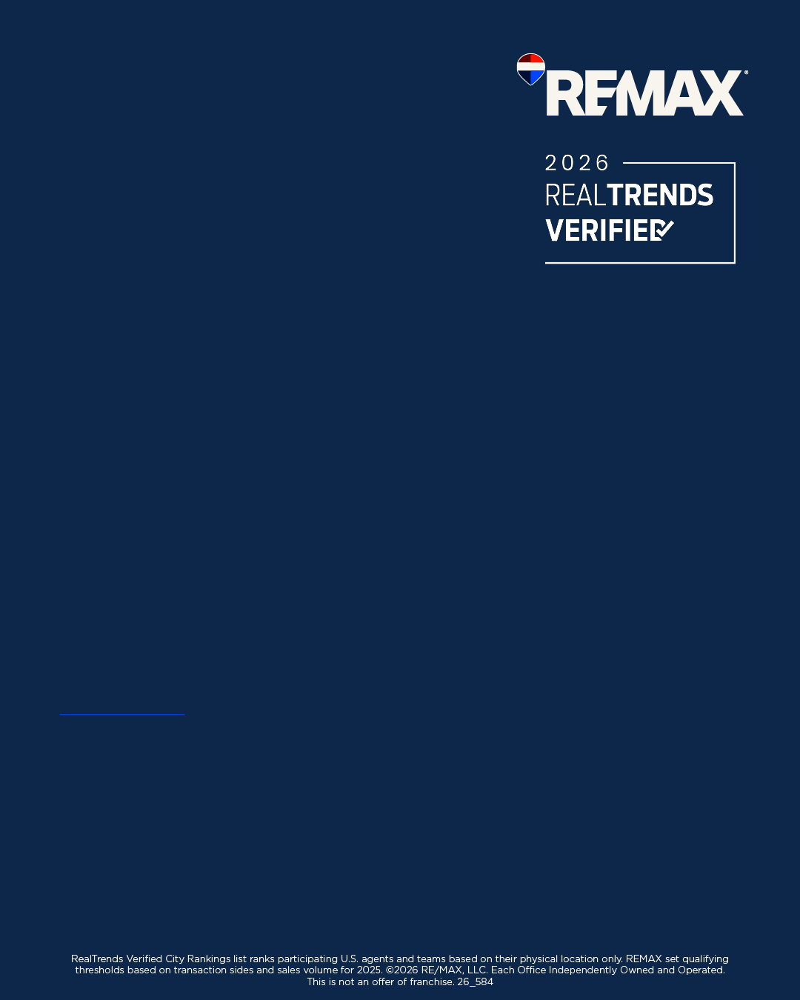 REMAX®
2026
REALTRENDS
VERIFIED
RealTrends Verified City Rankings list ranks participating U.S. agents and teams based on their physical location only. REMAX set qualifying
thresholds based on transaction sides and sales volume for 2025. ©2026 RE/MAX, LLC. Each Office Independently Owned and Operated.
This is not an offer of franchise. 26_584